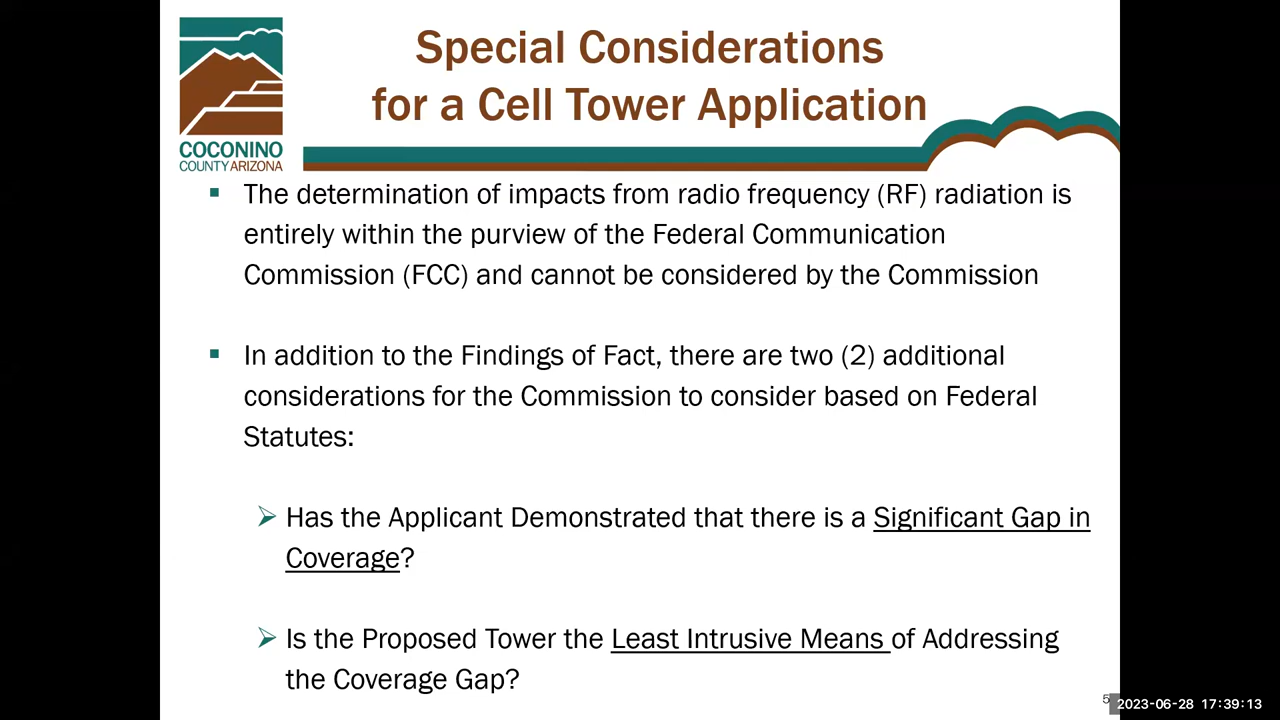 Special Considerations
for a Cell Tower Application
COCONINO
COUNTY ARIZONA
▪ The determination of impacts from radio frequency (RF) radiation is
entirely within the purview of the Federal Communication
Commission (FCC) and cannot be considered by the Commission
▪ In addition to the Findings of Fact, there are two (2) additional
considerations for the Commission to consider based on Federal
Statutes:
➢ Has the Applicant Demonstrated that there is a Significant Gap in
Coverage?
➢ Is the Proposed Tower the Least Intrusive Means of Addressing
the Coverage Gap?
5
2023-06-28 17:39:13